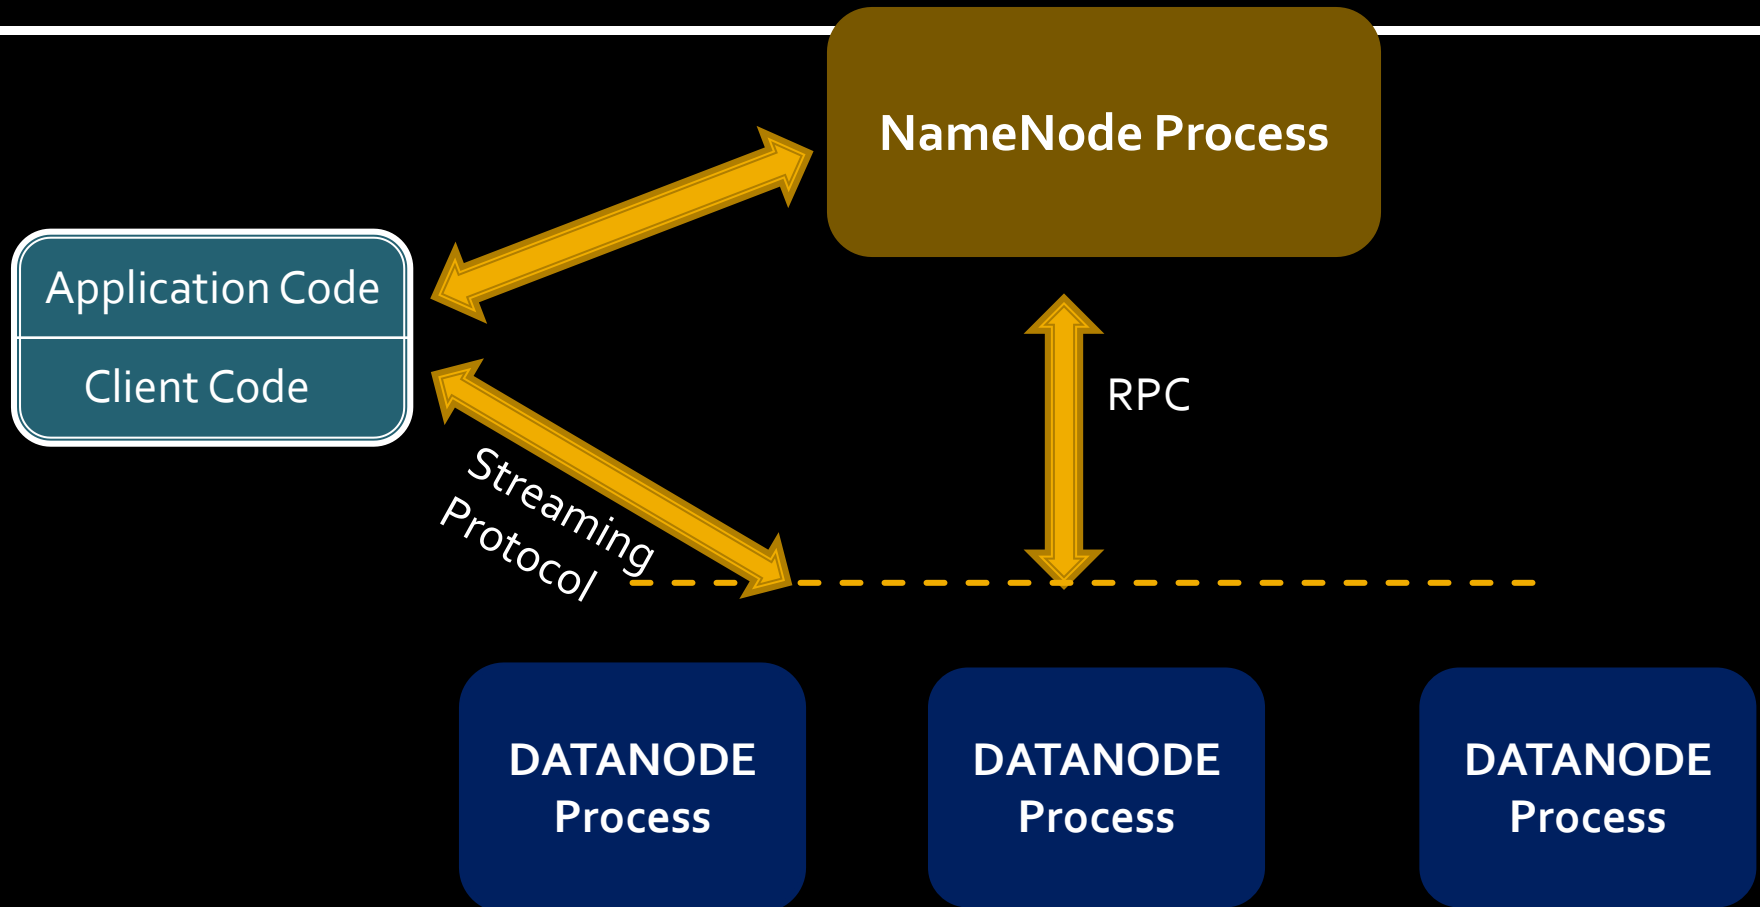 NameNode Process
Application Code
Client Code
RPC
Streaming
Protocol
DATANODE
Process
DATANODE
Process
DATANODE
Process